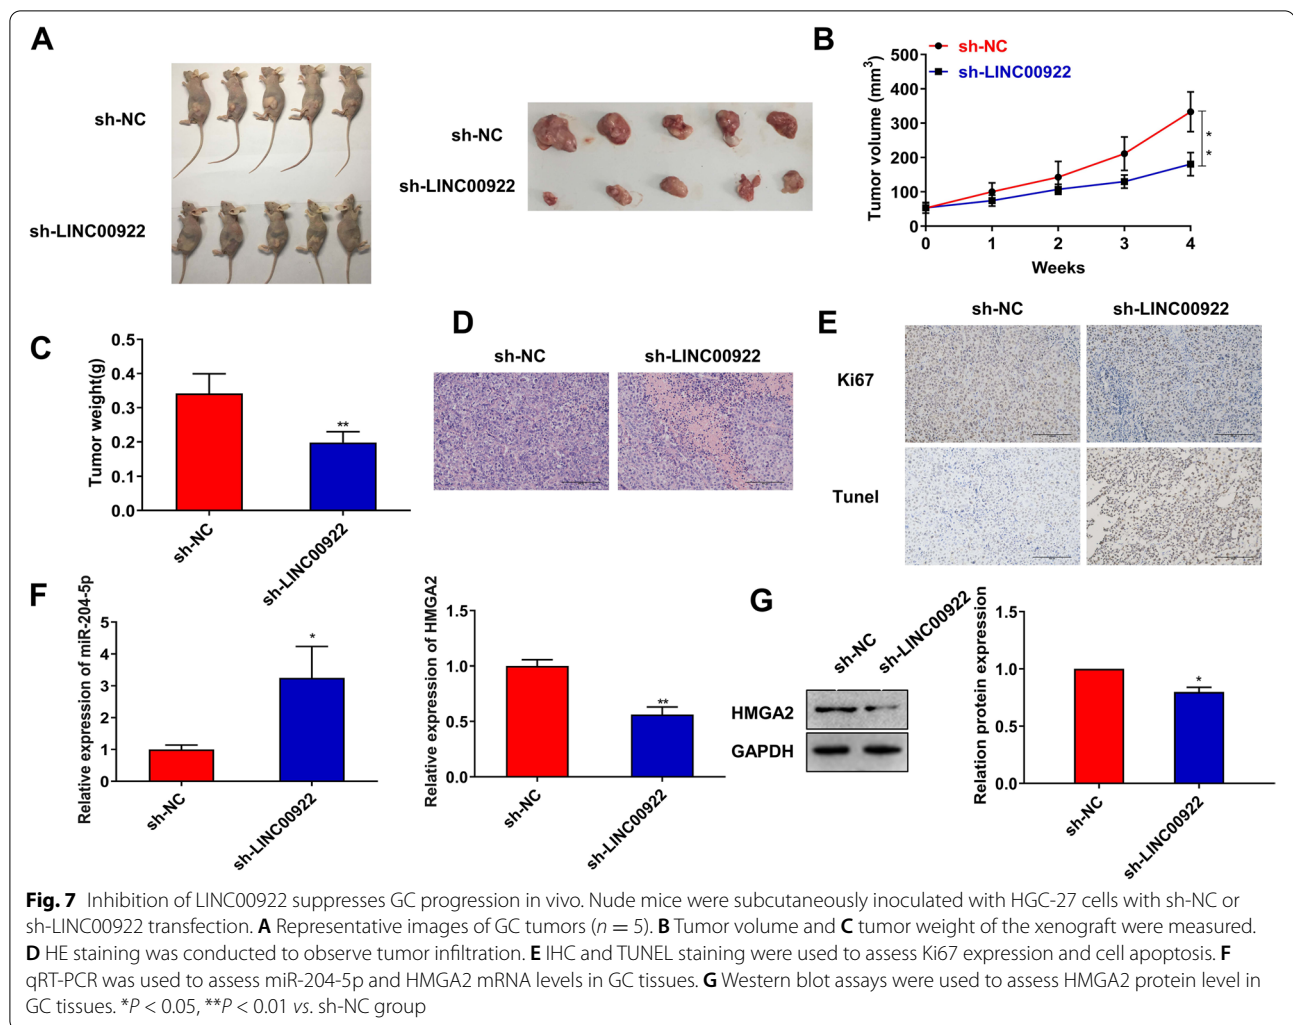 A
sh-NC
sh-LINC00922
sh-NC
sh-LINC00922
B
sh-NC
sh-LINC00922
Tumor volume (mm³)
500
400
300
200
100
0
0 1 2 3 4
Weeks
**
C
Tumor weight(g)
0.5
0.4
0.3
0.2
0.1
0.0
**
sh-NC
sh-LINC00922
D
sh-NC
sh-LINC00922
E
sh-NC
sh-LINC00922
Ki67
Tunel
F
Relative expression of miR-204-5p
5
4
3
2
1
0
*
sh-NC
sh-LINC00922
Relative expression of HMGA2
1.5
1.0
0.5
0.0
**
sh-NC
sh-LINC00922
G
sh-NC
sh-LINC00922
HMGA2
GAPDH
Relation protein expression
1.5
1.0
0.5
0.0
*
sh-NC
sh-LINC00922
Fig. 7 Inhibition of LINC00922 suppresses GC progression in vivo. Nude mice were subcutaneously inoculated with HGC-27 cells with sh-NC or
sh-LINC00922 transfection. A Representative images of GC tumors (n = 5). B Tumor volume and C tumor weight of the xenograft were measured.
D HE staining was conducted to observe tumor infiltration. E IHC and TUNEL staining were used to assess Ki67 expression and cell apoptosis. F
qRT-PCR was used to assess miR-204-5p and HMGA2 mRNA levels in GC tissues. G Western blot assays were used to assess HMGA2 protein level in
GC tissues. *P < 0.05, **P < 0.01 vs. sh-NC group